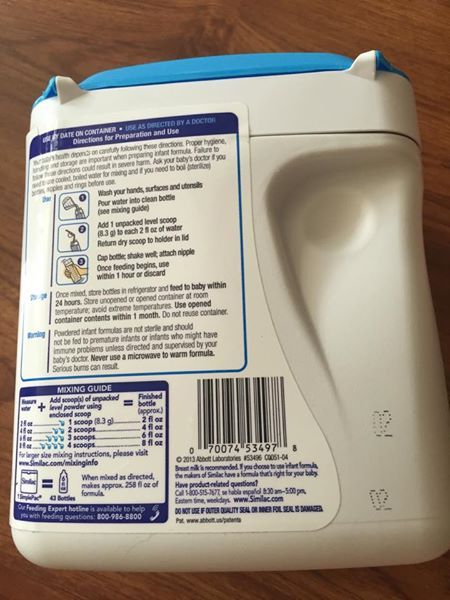 USE BY DATE ON CONTAINER • USE AS DIRECTED BY A DOCTOR
Directions for Preparation and Use
baby's health depends on carefully following these directions. Proper hygiene,
handling and storage are important when preparing infant formula. Failure to
follow these directions could result in severe harm. Ask your baby's doctor if you
need to use cooled, boiled water for mixing and if you need to boil (sterilize)
bottles, nipples and rings before use.
Use
1
Wash your hands, surfaces and utensils
Pour water into clean bottle
(see mixing guide)
2
Add 1 unpacked level scoop
(8.3 g) to each 2 fl oz of water
Return dry scoop to holder in lid
3
Cap bottle; shake well; attach nipple
Once feeding begins, use
within 1 hour or discard
Storage
Once mixed, store bottles in refrigerator and feed to baby within
24 hours. Store unopened or opened container at room
temperature; avoid extreme temperatures. Use opened
container contents within 1 month. Do not reuse container.
Warning
Powdered infant formulas are not sterile and should
not be fed to premature infants or infants who might have
immune problems unless directed and supervised by your
baby's doctor. Never use a microwave to warm formula.
Serious burns can result.
MIXING GUIDE
Measure water + Add scoop(s) of unpacked level powder using enclosed scoop = Finished bottle (approx.)
2 fl oz 1 scoop (8.3 g) 2 fl oz
4 fl oz 2 scoops 4 fl oz
6 fl oz 3 scoops 6 fl oz
8 fl oz 4 scoops 8 fl oz
For larger size mixing instructions, please visit
www.Similac.com/mixinginfo
Similac
1 SimplePac = 43 Bottles
When mixed as directed,
makes approx. 258 fl oz of
formula.
Our Feeding Expert hotline is available to help
you with feeding questions: 800-986-8800
0 70074 53497 8
© 2013 Abbott Laboratories #53496 C0051-04
Breast milk is recommended. If you choose to use infant formula,
the makers of Similac have a formula that's right for your baby.
Have product-related questions?
Call 1-800-515-7677, se habla español 8:30 am-5:00 pm,
Eastern time, weekdays. www.Similac.com
DO NOT USE IF OUTER QUALITY SEAL OR INNER FOIL SEAL IS DAMAGED.
Pat. www.abbott.us/patents